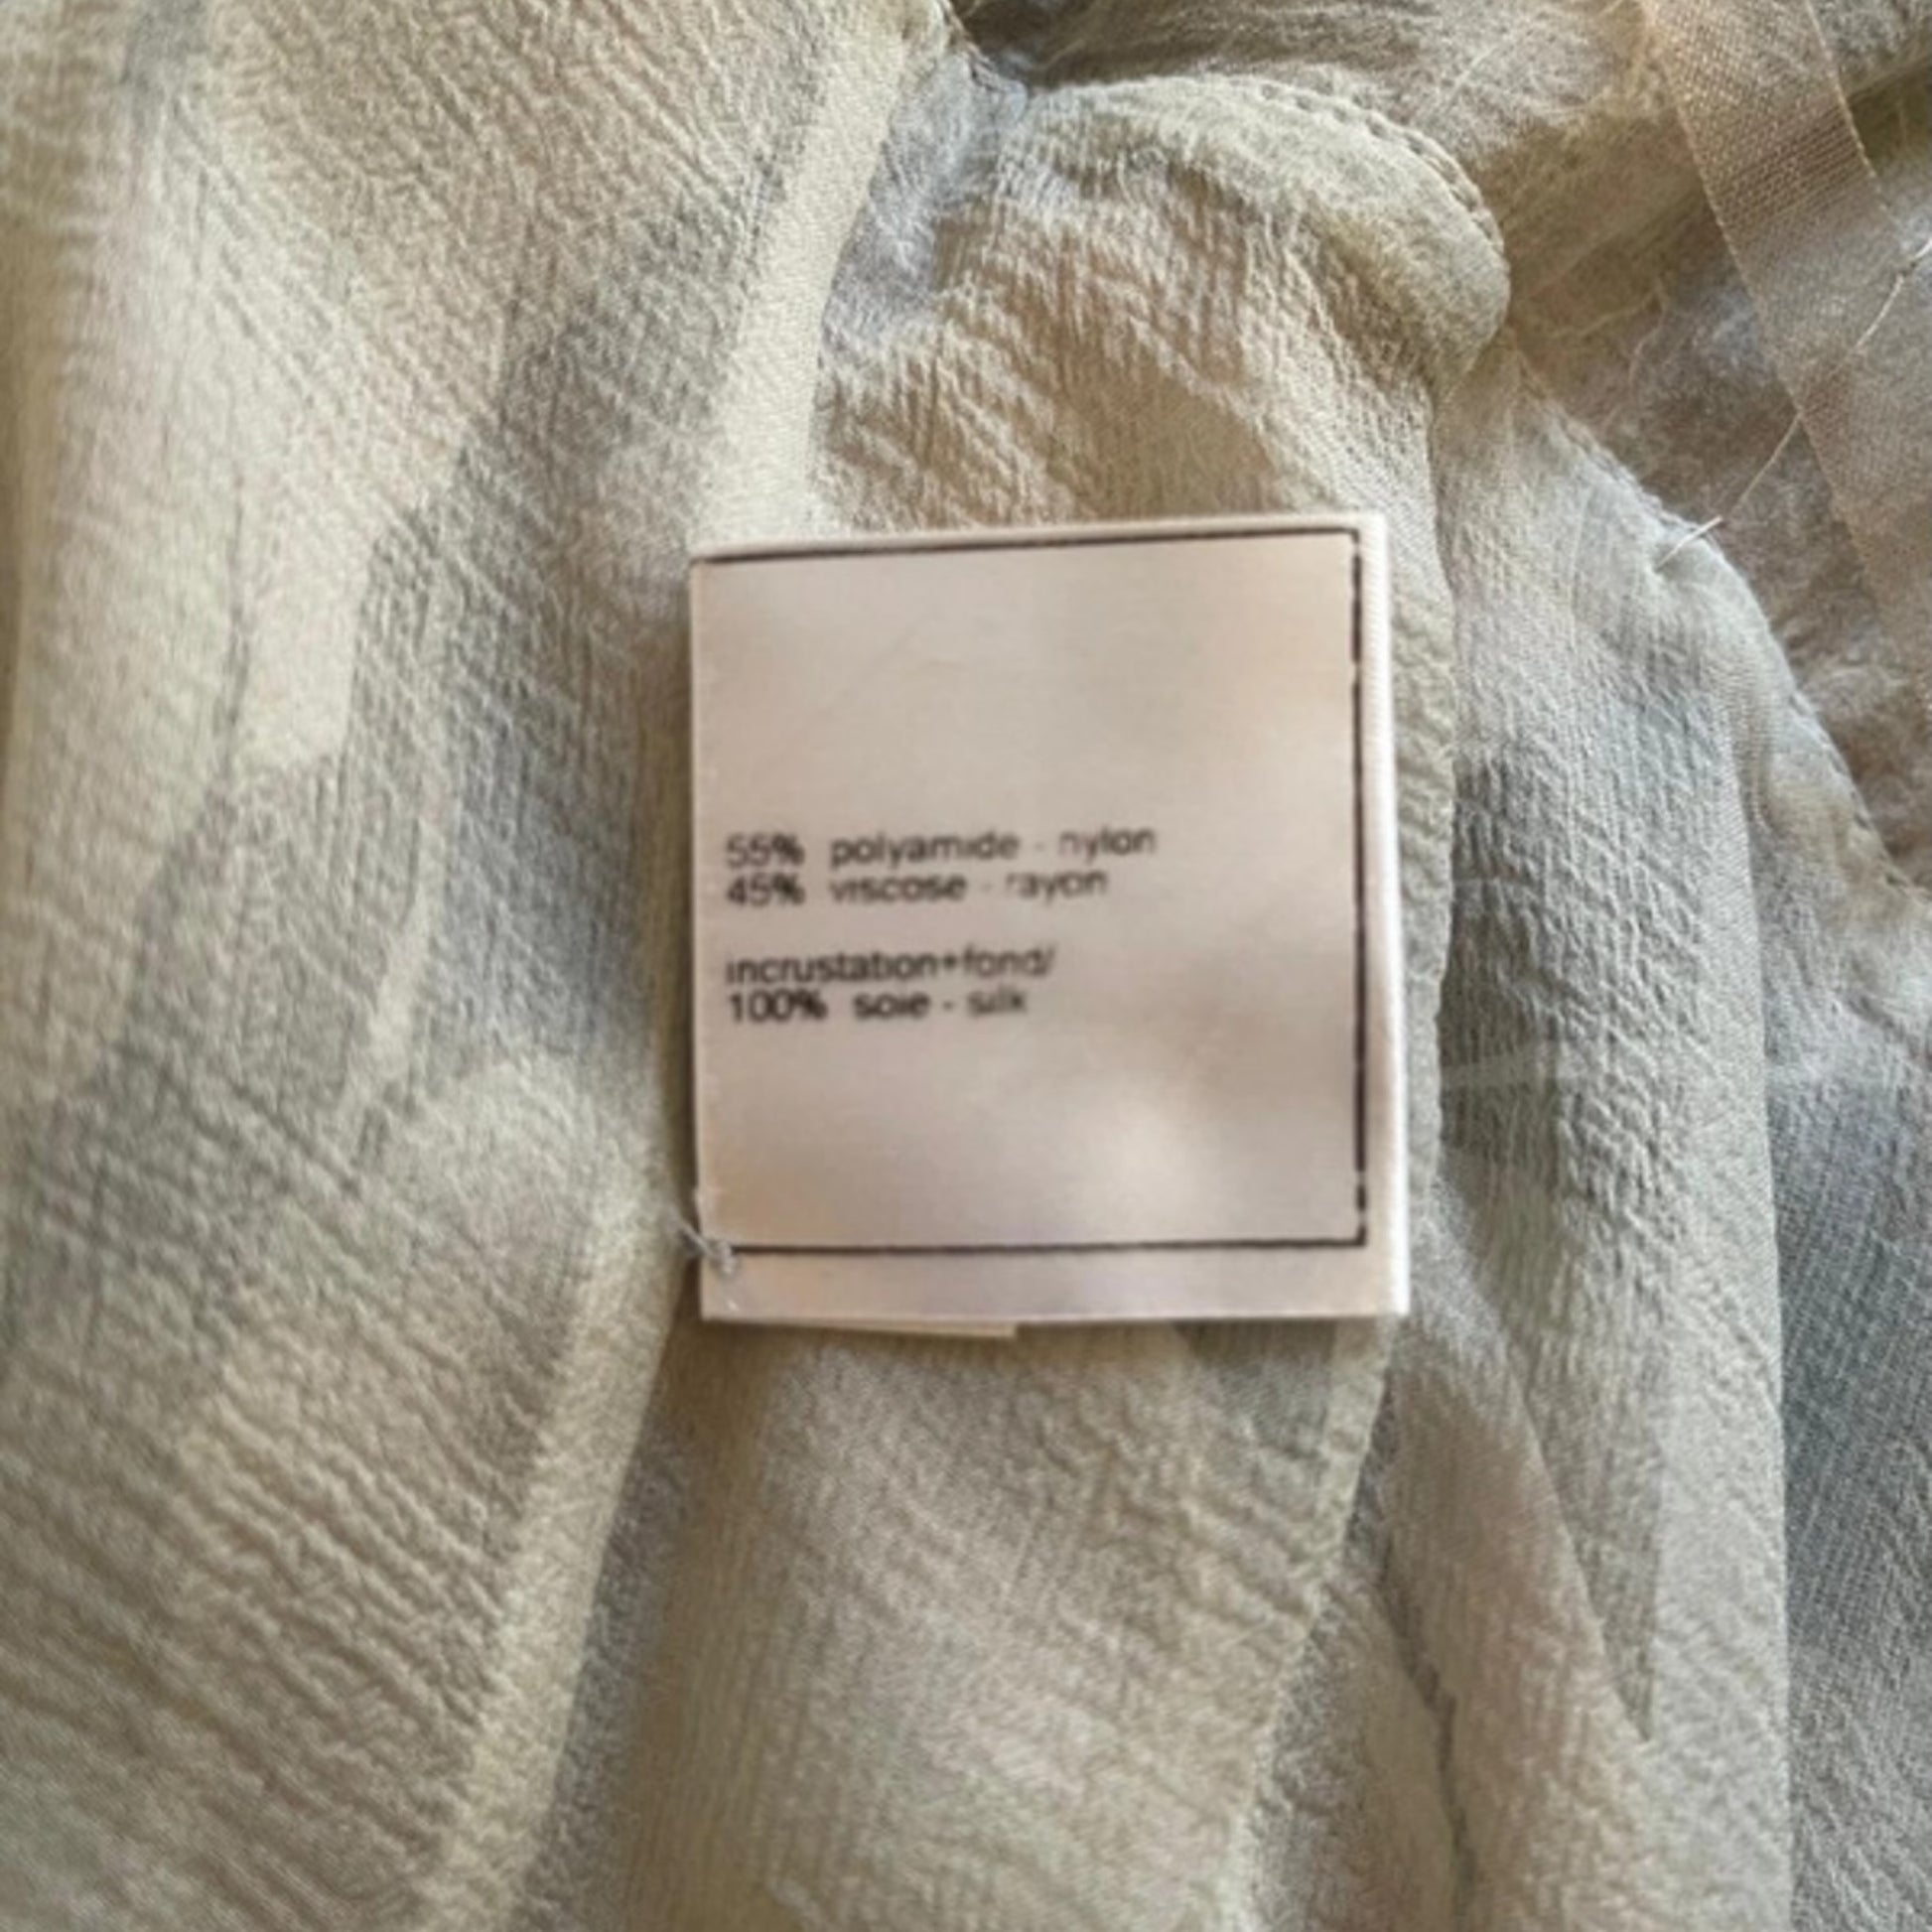 55% polyamide - nylon
45% viscose - rayon
incrustation+fond/
100% soie - silk